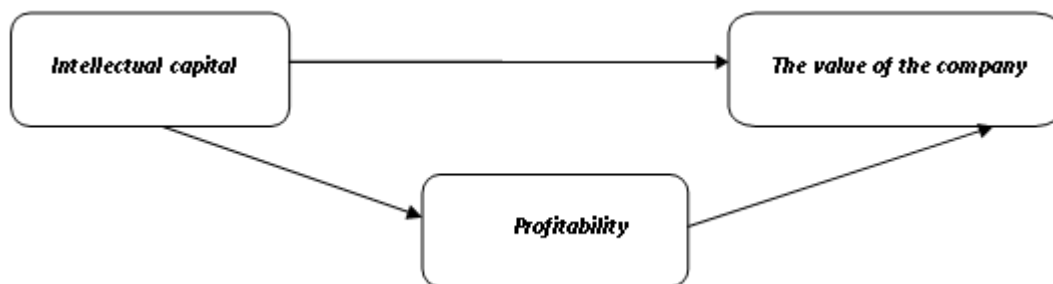 Intellectual capital
The value of the company
Profitability